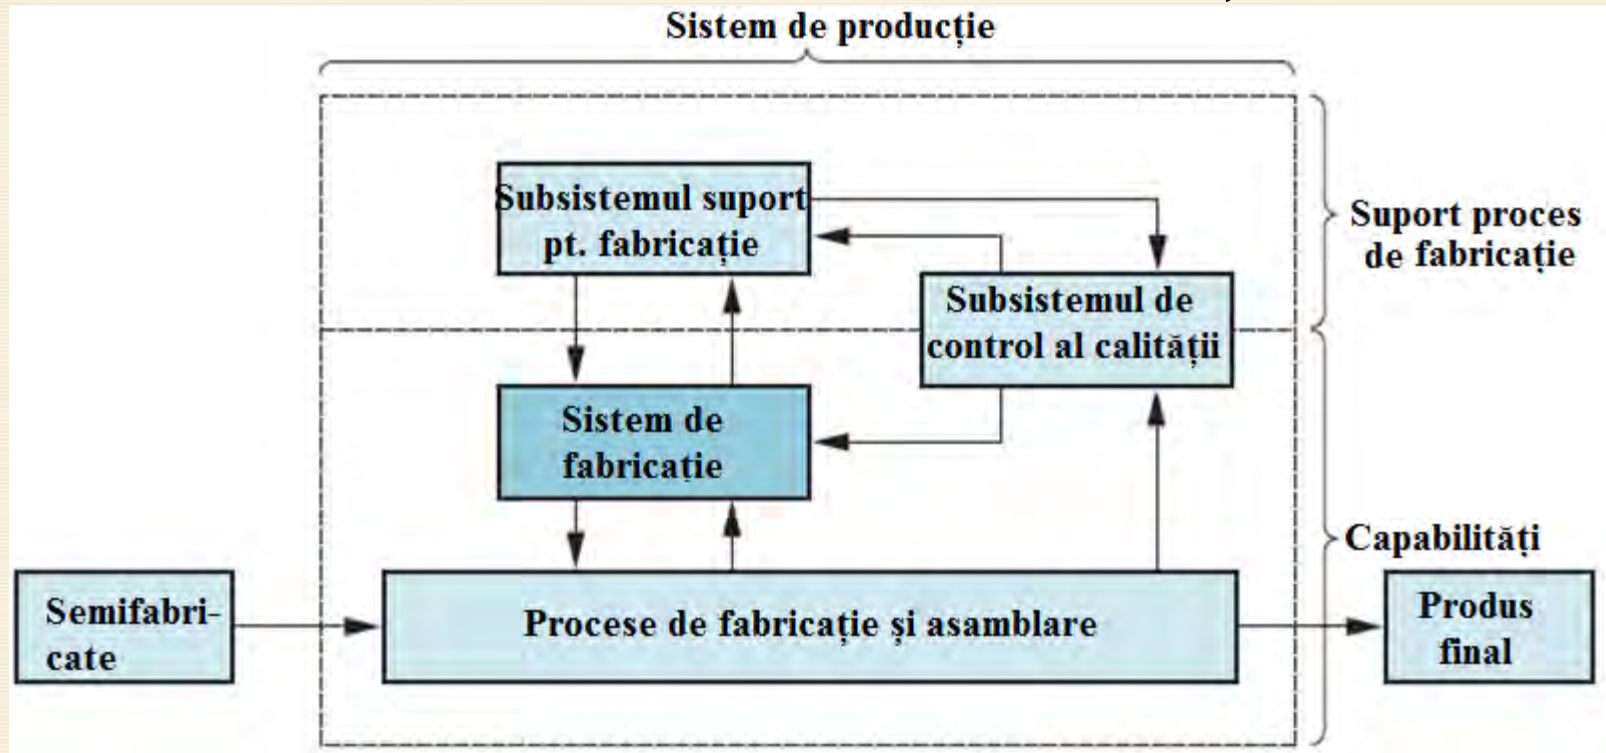 Sistem de producție
Subsistemul suport
pt. fabricație
Suport proces
de fabricație
Subsistemul de
control al calității
Sistem de
fabricație
Capabilități
Semifabri-
cate
Procese de fabricație și asamblare
Produs
final